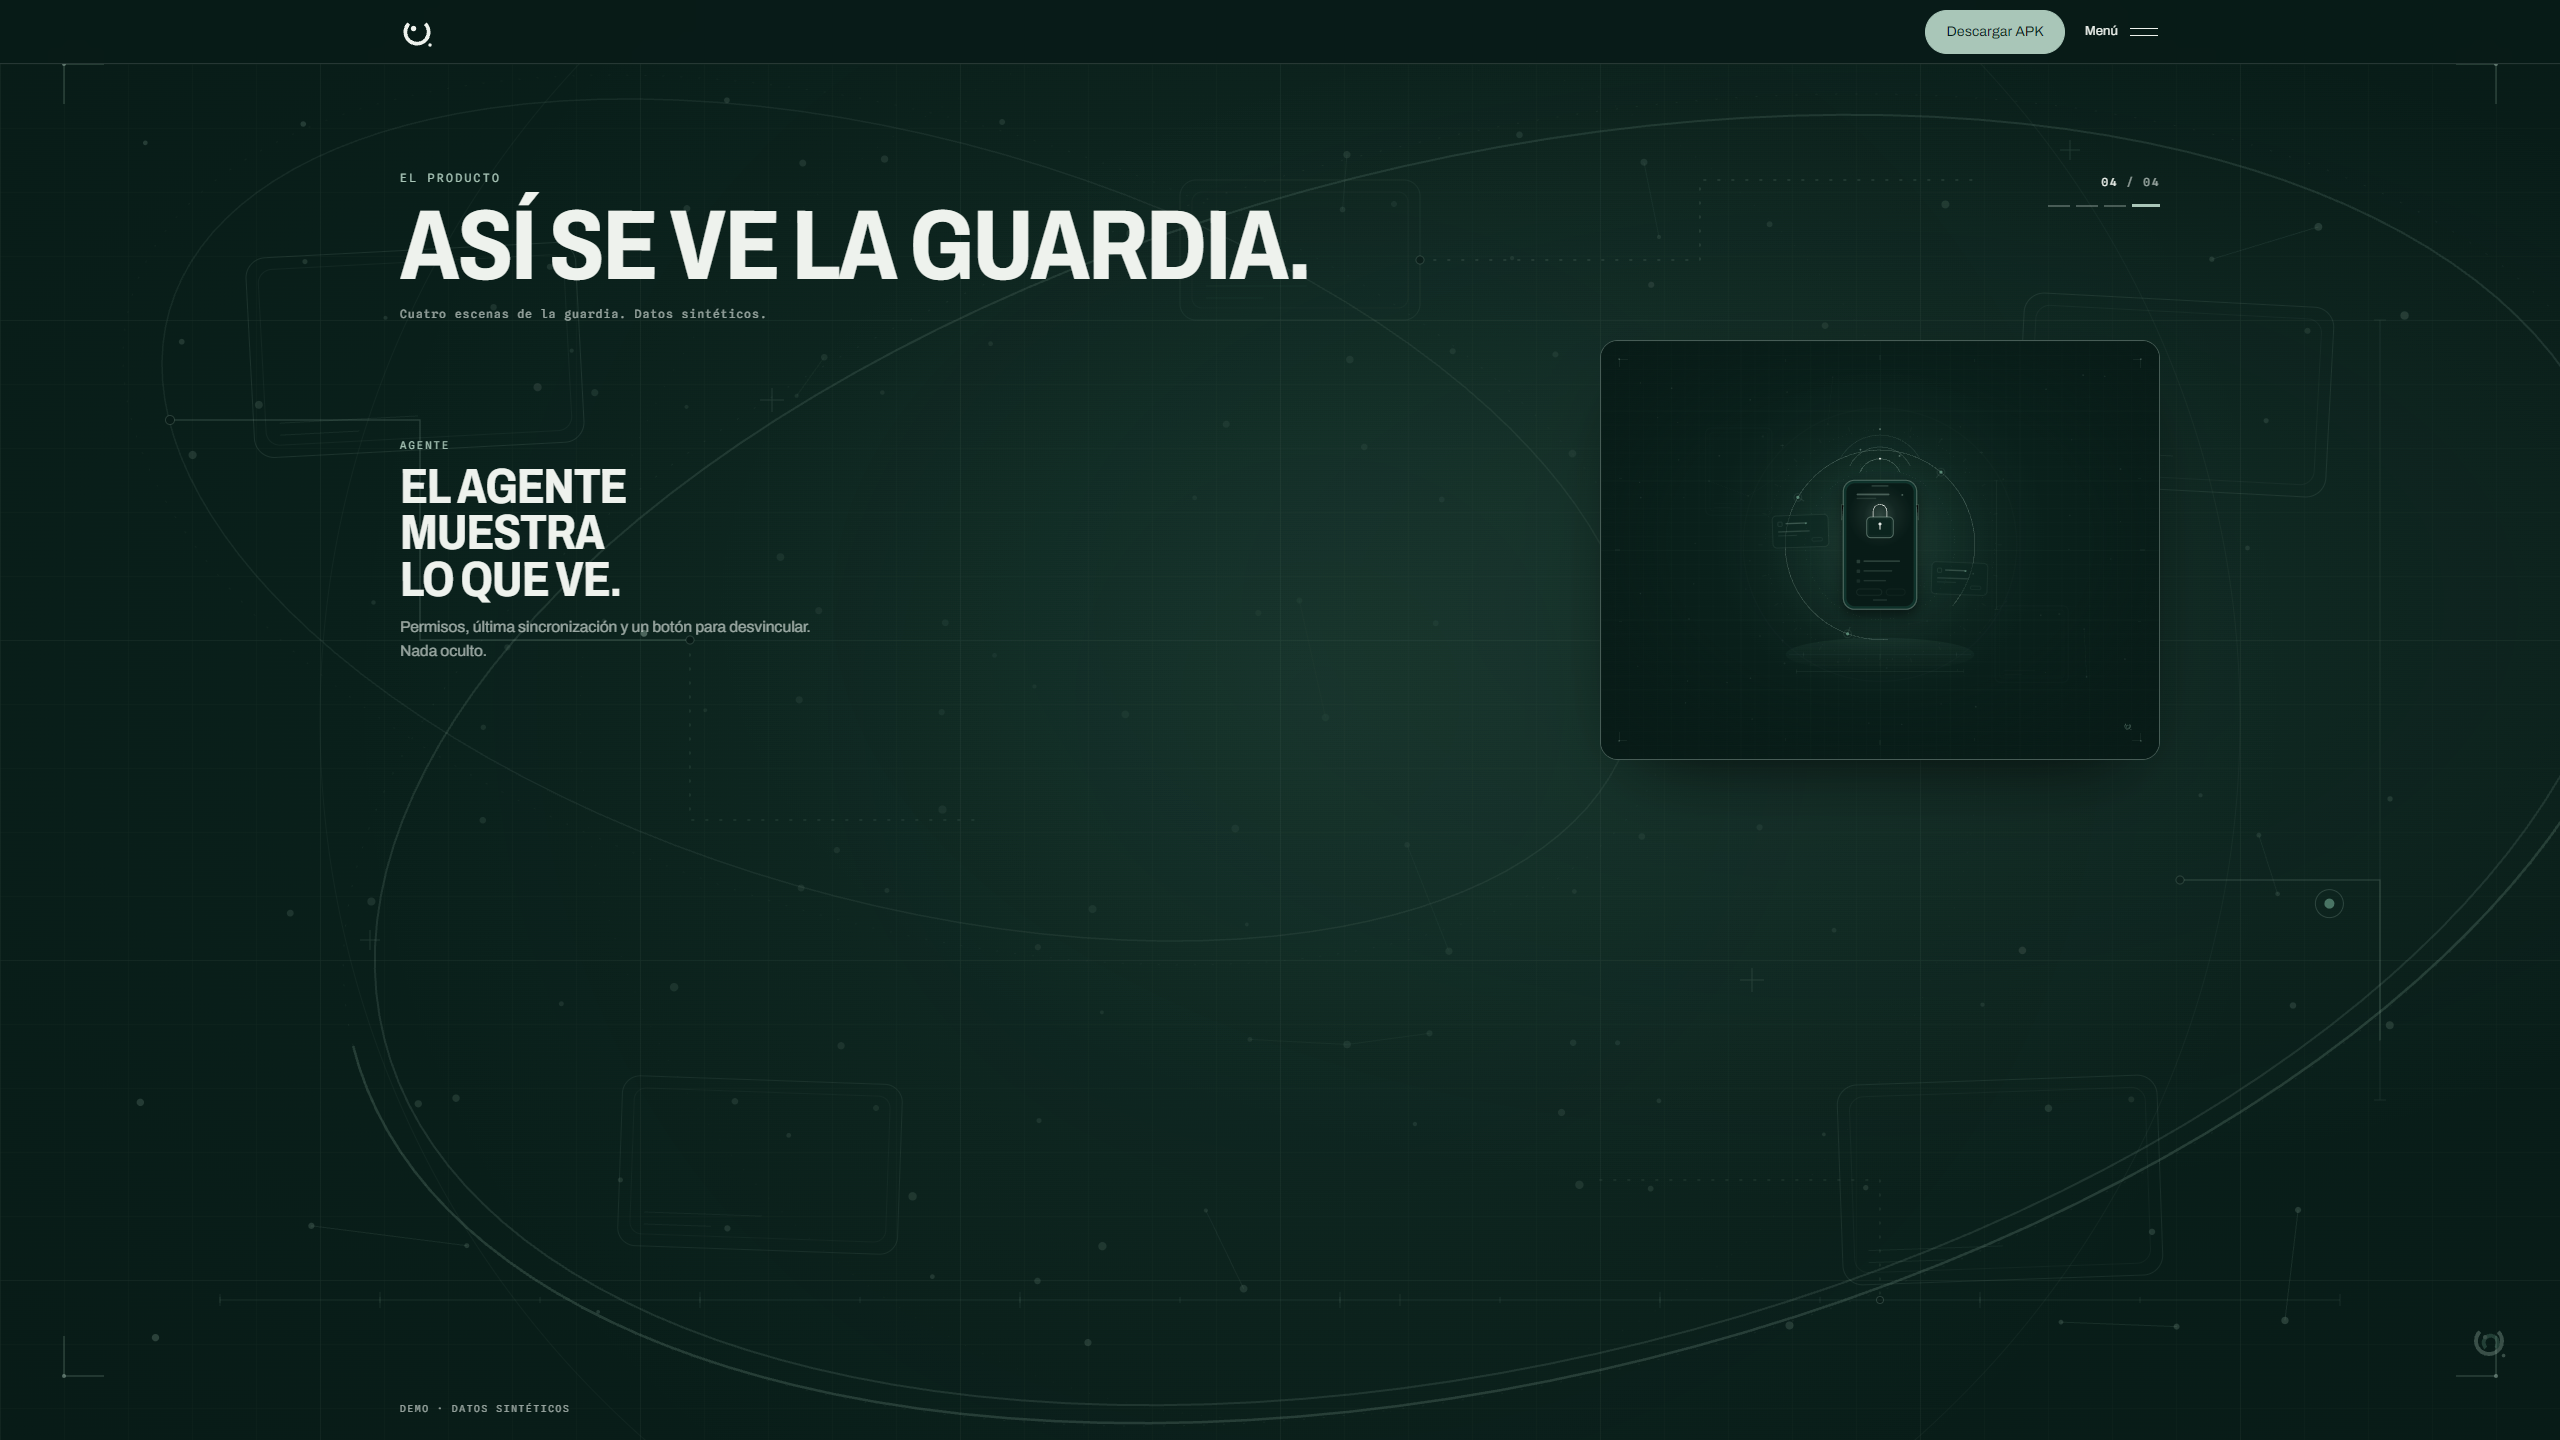 Descargar APK
Menú
EL PRODUCTO
04 / 04
ASÍ SE VE LA GUARDIA.
Cuatro escenas de la guardia. Datos sintéticos.
AGENTE
EL AGENTE
MUESTRA
LO QUE VE.
Permisos, última sincronización y un botón para desvincular.
Nada oculto.
DEMO · DATOS SINTÉTICOS